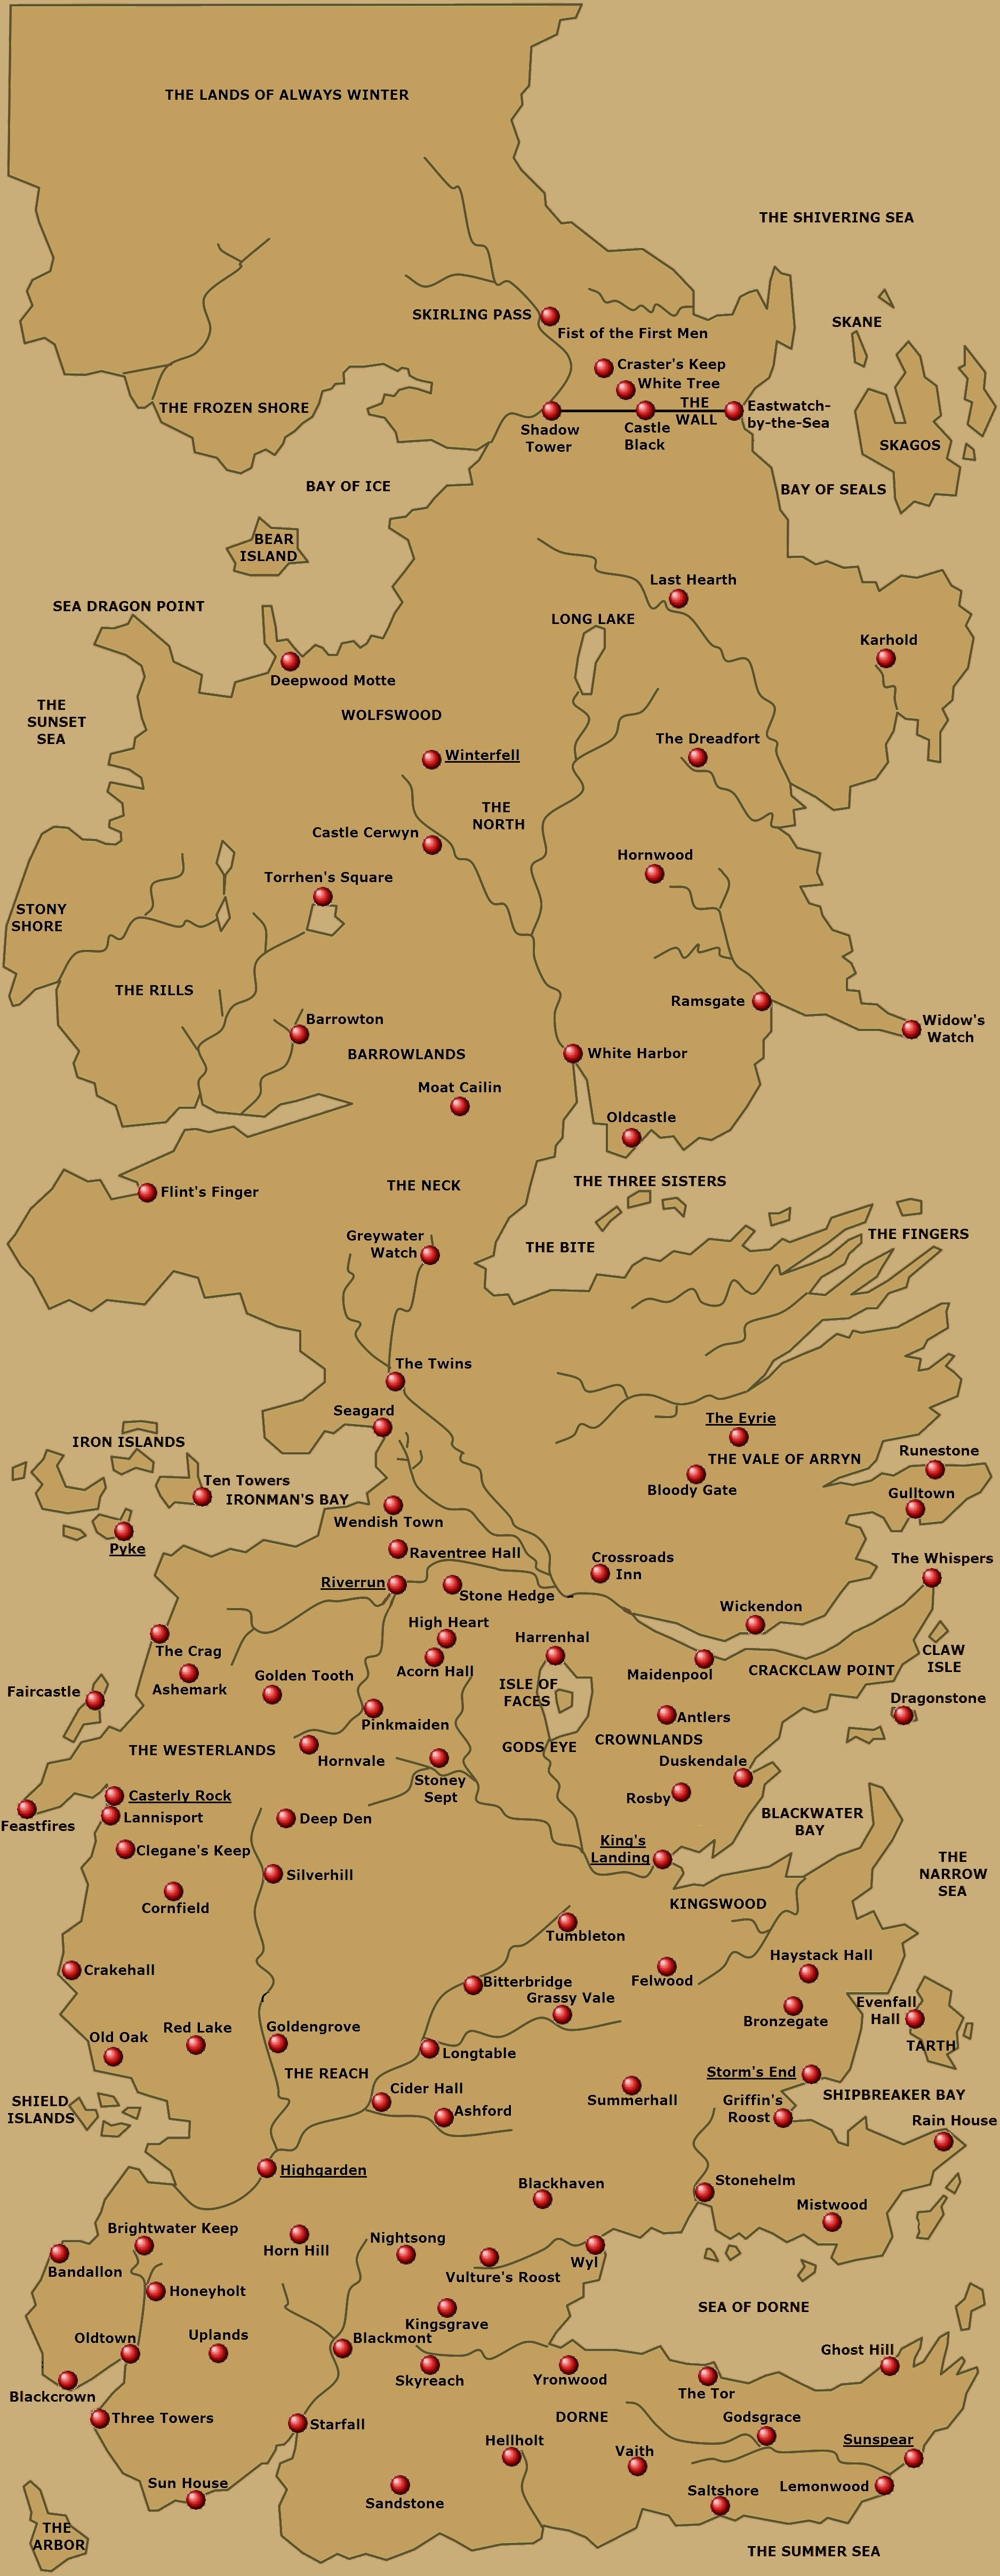 THE LANDS OF ALWAYS WINTER
THE SHIVERING SEA
SKIRLING PASS
SKANE
Fist of the First Men
Craster's Keep
White Tree
THE FROZEN SHORE
THE
WALL
Eastwatch-
by-the-Sea
Shadow
Tower
Castle
Black
SKAGOS
BAY OF ICE
BAY OF SEALS
BEAR
ISLAND
Last Hearth
SEA DRAGON POINT
LONG LAKE
Karhold
Deepwood Motte
THE
SUNSET
SEA
WOLFSWOOD
The Dreadfort
Winterfell
THE
NORTH
Castle Cerwyn
Hornwood
Torrhen's Square
STONY
SHORE
THE RILLS
Ramsgate
Barrowton
Widow's
Watch
BARROWLANDS
White Harbor
Moat Cailin
Oldcastle
THE THREE SISTERS
THE NECK
Flint's Finger
Greywater
Watch
THE BITE
THE FINGERS
The Twins
Seagard
The Eyrie
IRON ISLANDS
Runestone
THE VALE OF ARRYN
Ten Towers
IRONMAN'S BAY
Bloody Gate
Gulltown
Wendish Town
Pyke
Raventree Hall
Crossroads
Inn
The Whispers
Riverrun
Stone Hedge
Wickendon
High Heart
Harrenhal
The Crag
Acorn Hall
CLAW
ISLE
Maidenpool
CRACKCLAW POINT
Golden Tooth
Ashemark
ISLE OF
FACES
Faircastle
Dragonstone
Pinkmaiden
Antlers
CROWNLANDS
THE WESTERLANDS
GODS EYE
Hornvale
Duskendale
Stoney
Sept
Casterly Rock
Rosby
Feastfires
Lannisport
Deep Den
BLACKWATER
BAY
Clegane's Keep
King's
Landing
THE
NARROW
SEA
Silverhill
Cornfield
KINGSWOOD
Tumbleton
Haystack Hall
Crakehall
Bitterbridge
Felwood
Grassy Vale
Evenfall
Hall
Bronzegate
Red Lake
Goldengrove
Old Oak
TARTH
Longtable
THE REACH
Storm's End
Cider Hall
SHIPBREAKER BAY
SHIELD
ISLANDS
Summerhall
Griffin's
Roost
Ashford
Rain House
Highgarden
Blackhaven
Stonehelm
Mistwood
Brightwater Keep
Horn Hill
Nightsong
Bandallon
Wyl
Vulture's Roost
Honeyholt
SEA OF DORNE
Kingsgrave
Oldtown
Uplands
Blackmont
Ghost Hill
Skyreach
Yronwood
The Tor
Blackcrown
Three Towers
DORNE
Godsgrace
Starfall
Hellholt
Sunspear
Vaith
Sun House
Sandstone
Saltshore
Lemonwood
THE
ARBOR
THE SUMMER SEA